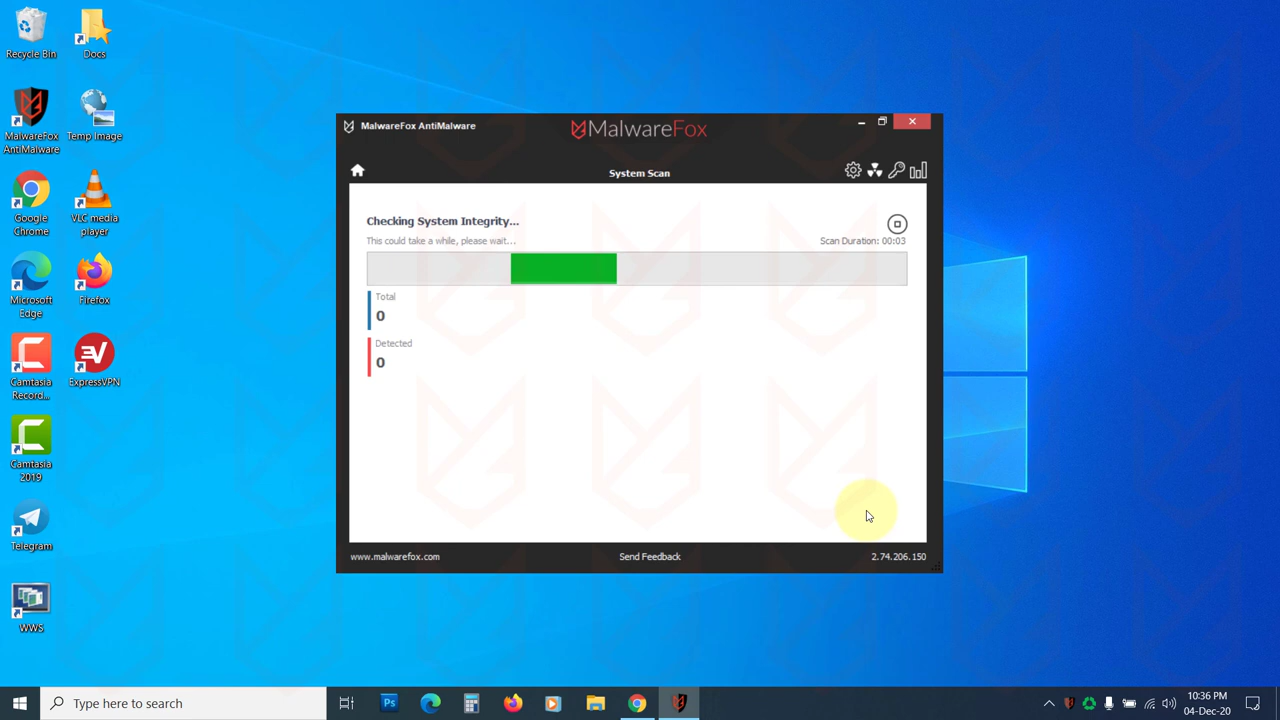 Recycle Bin
Docs
MalwareFox
AntiMalware
Temp Image
Google
Chrome
VLC media
player
Microsoft
Edge
Firefox
Camtasia
Record...
ExpressVPN
Camtasia
2019
Telegram
WWS
MalwareFox AntiMalware
MalwareFox
System Scan
Checking System Integrity...
This could take a while, please wait...
Scan Duration: 00:03
Total
0
Detected
0
www.malwarefox.com
Send Feedback
2.74.206.150
Type here to search
Ps
10:36 PM
04-Dec-20